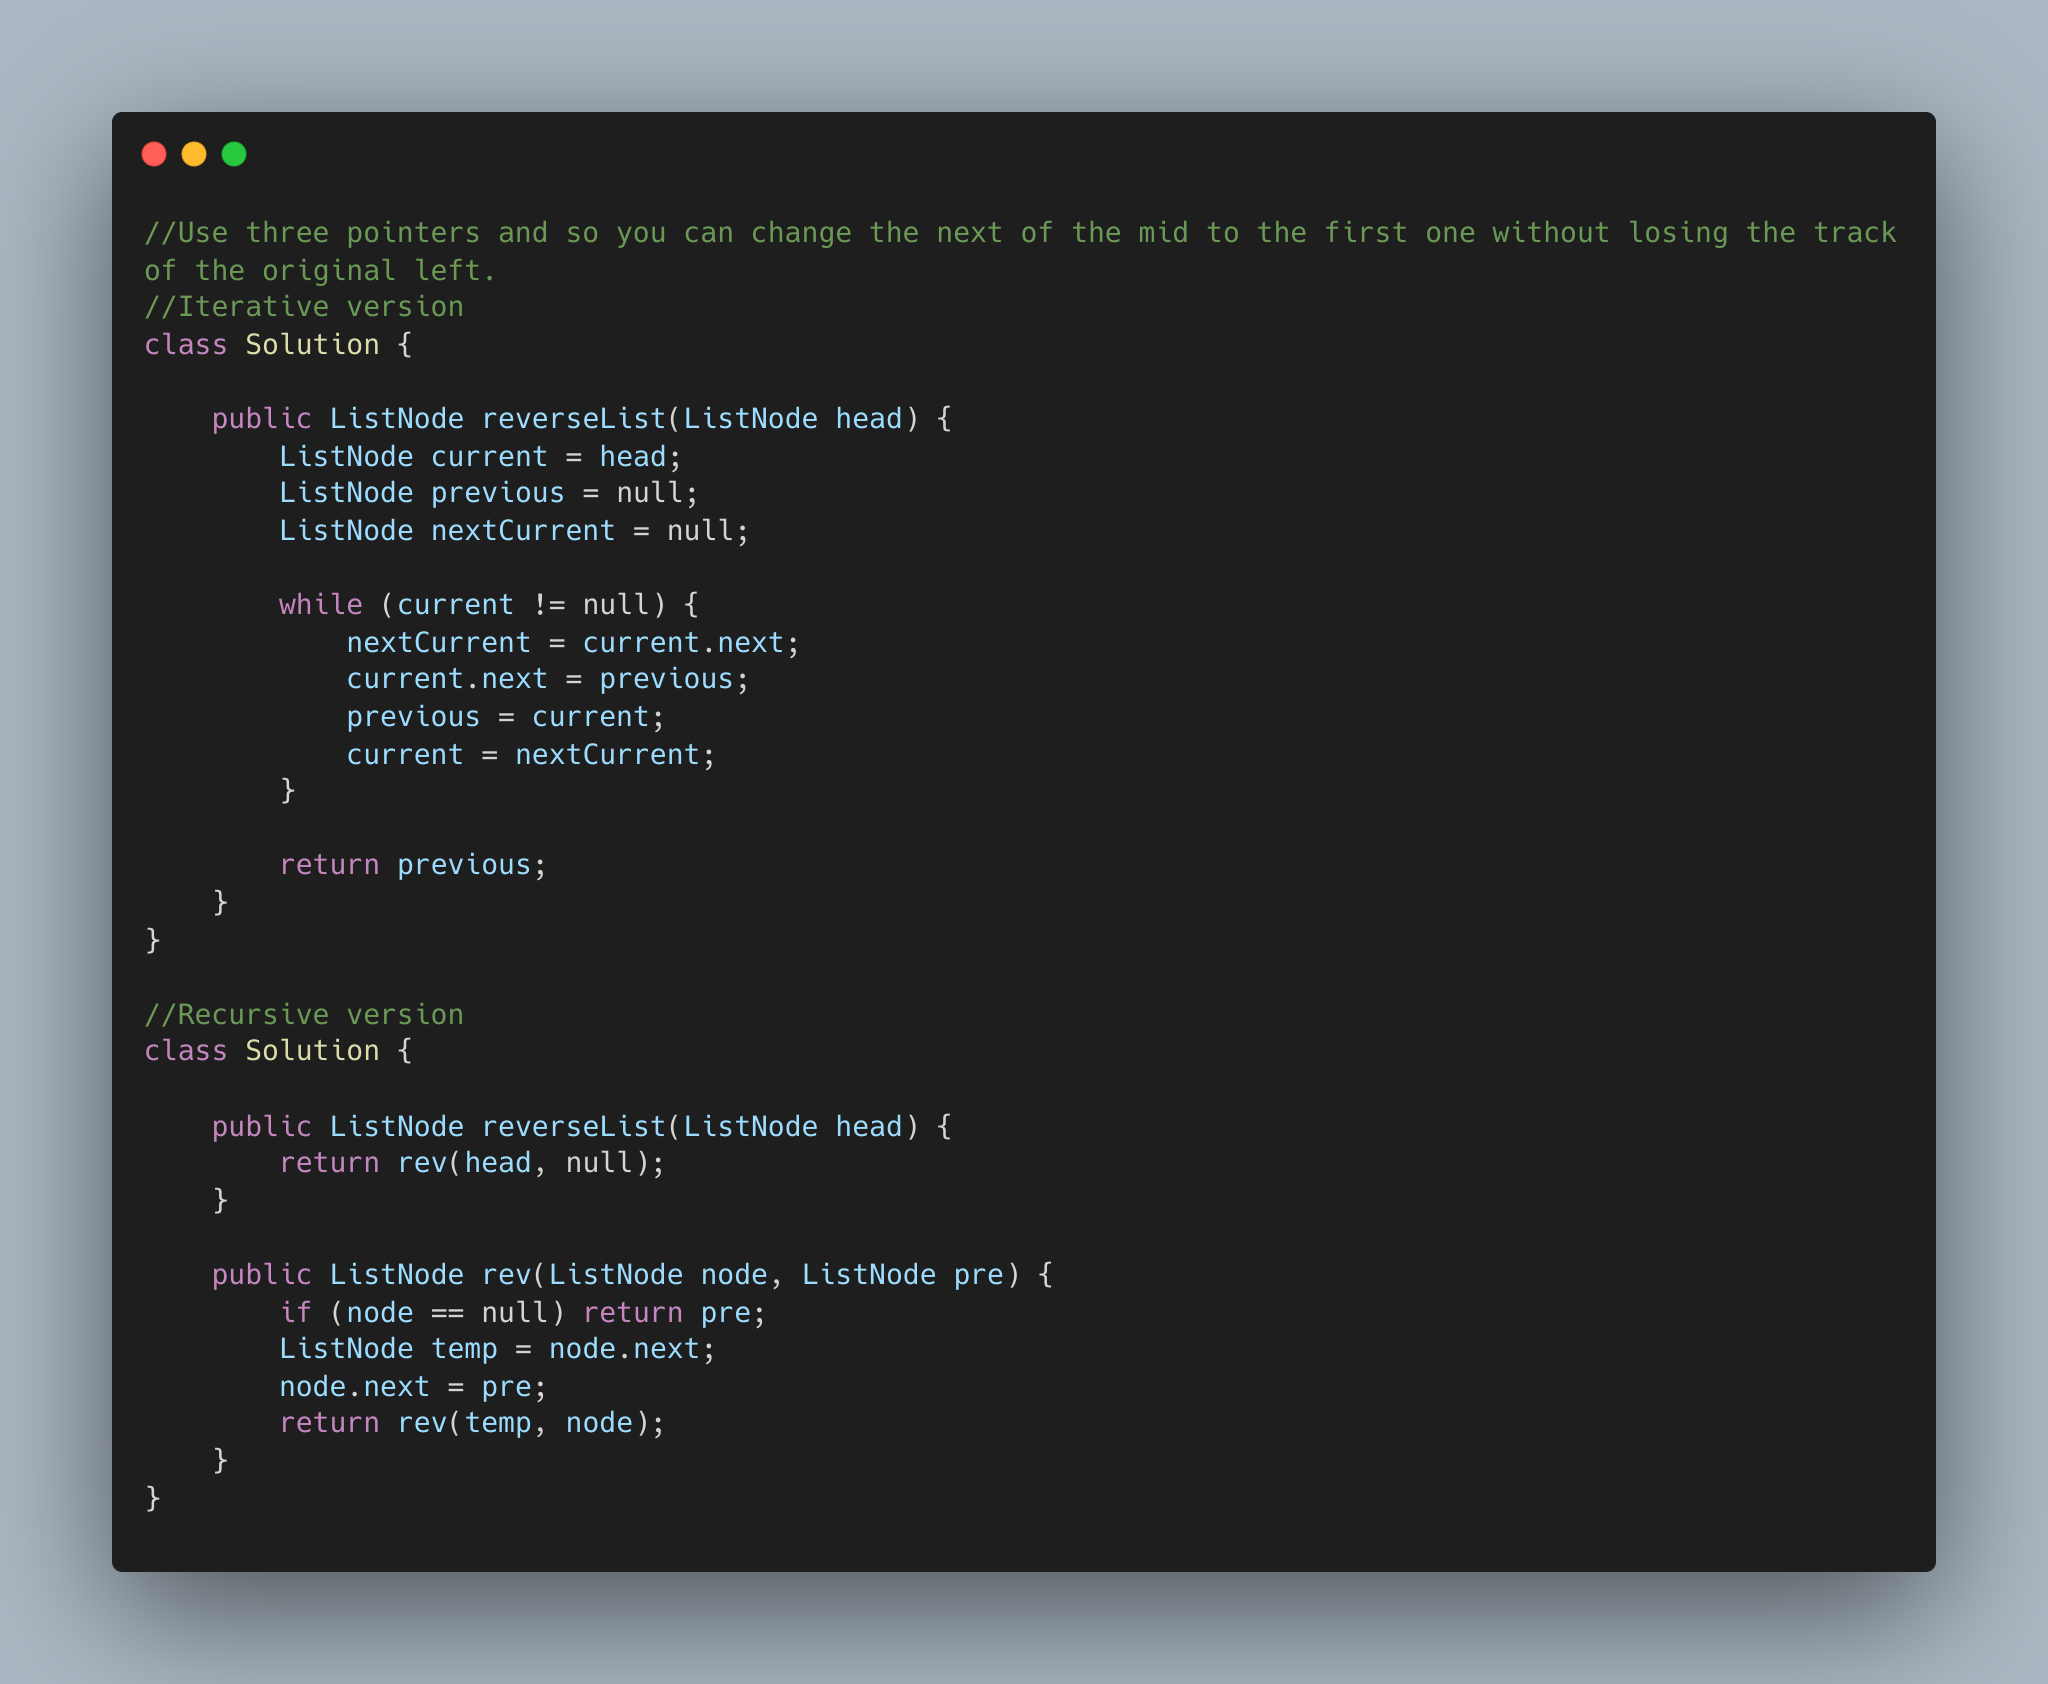 //Use three pointers and so you can change the next of the mid to the first one without losing the track
of the original left.
//Iterative version
class Solution {
    public ListNode reverseList(ListNode head) {
        ListNode current = head;
        ListNode previous = null;
        ListNode nextCurrent = null;
        while (current != null) {
            nextCurrent = current.next;
            current.next = previous;
            previous = current;
            current = nextCurrent;
        }
        return previous;
    }
}
//Recursive version
class Solution {
    public ListNode reverseList(ListNode head) {
        return rev(head, null);
    }
    public ListNode rev(ListNode node, ListNode pre) {
        if (node == null) return pre;
        ListNode temp = node.next;
        node.next = pre;
        return rev(temp, node);
    }
}